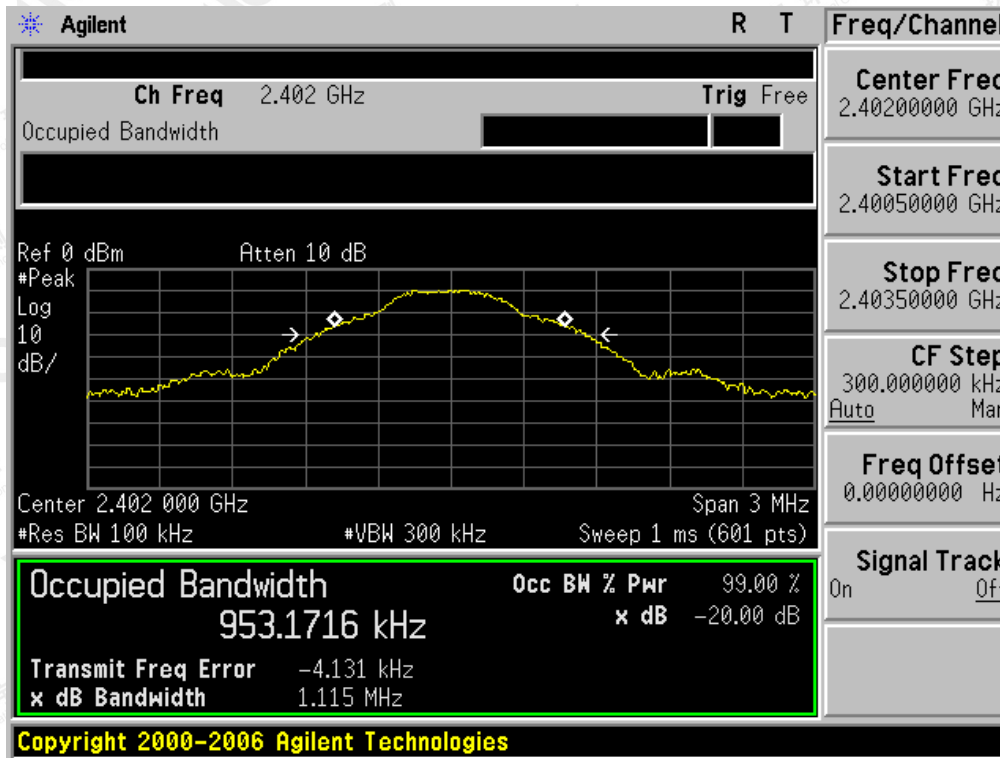 Agilent R T Freq/Channel
Ch Freq 2.402 GHz Trig Free
Occupied Bandwidth
Center Freq
2.40200000 GHz
Start Freq
2.40050000 GHz
Stop Freq
2.40350000 GHz
CF Step
300.000000 kHz
Auto Man
Freq Offset
0.00000000 Hz
Signal Track
On Off
Ref 0 dBm Atten 10 dB
#Peak
Log
10
dB/
Center 2.402 000 GHz Span 3 MHz
#Res BW 100 kHz #VBW 300 kHz Sweep 1 ms (601 pts)
Occupied Bandwidth Occ BW % Pwr 99.00 %
953.1716 kHz x dB -20.00 dB
Transmit Freq Error -4.131 kHz
x dB Bandwidth 1.115 MHz
Copyright 2000-2006 Agilent Technologies